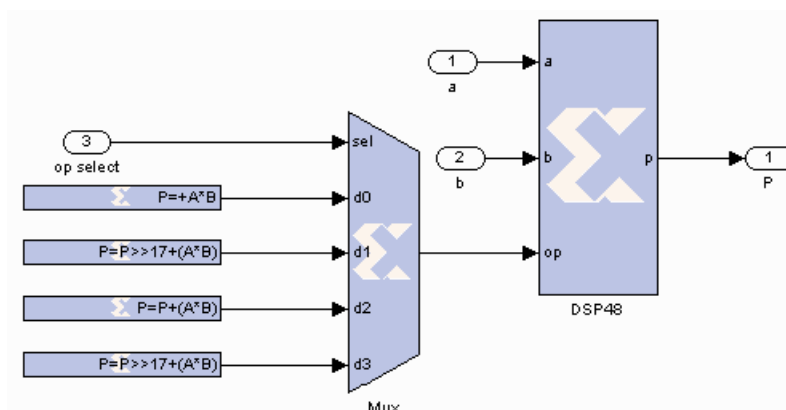 1
a
a
3
op select
sel
2
b
b
p
1
P
P=+A*B
d0
P=P>>17+(A*B)
d1
op
P=P+(A*B)
d2
DSP48
P=P>>17+(A*B)
d3
Mux